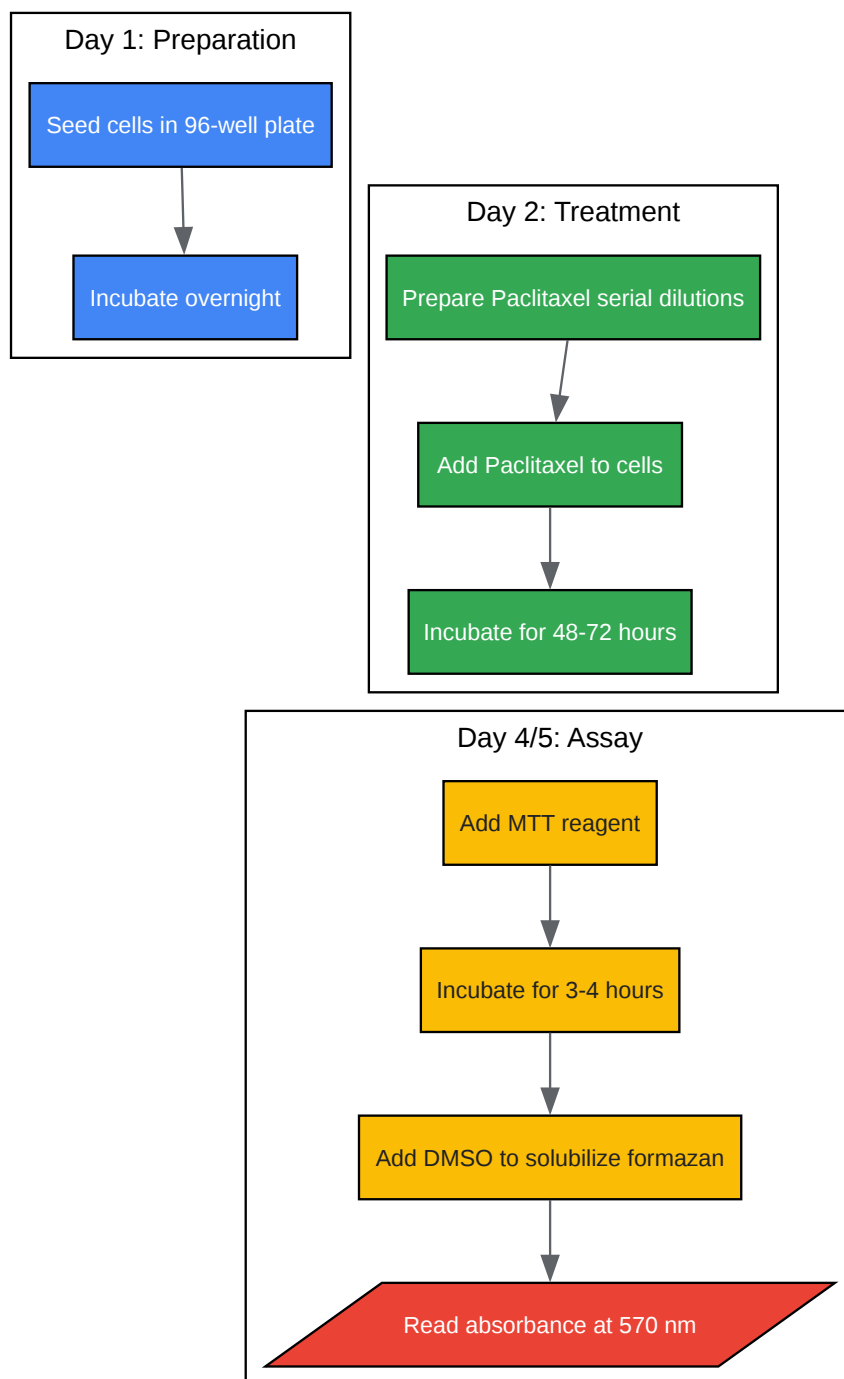 Day 1: Preparation
Seed cells in 96-well plate
Incubate overnight
Day 2: Treatment
Prepare Paclitaxel serial dilutions
Add Paclitaxel to cells
Incubate for 48-72 hours
Day 4/5: Assay
Add MTT reagent
Incubate for 3-4 hours
Add DMSO to solubilize formazan
Read absorbance at 570 nm